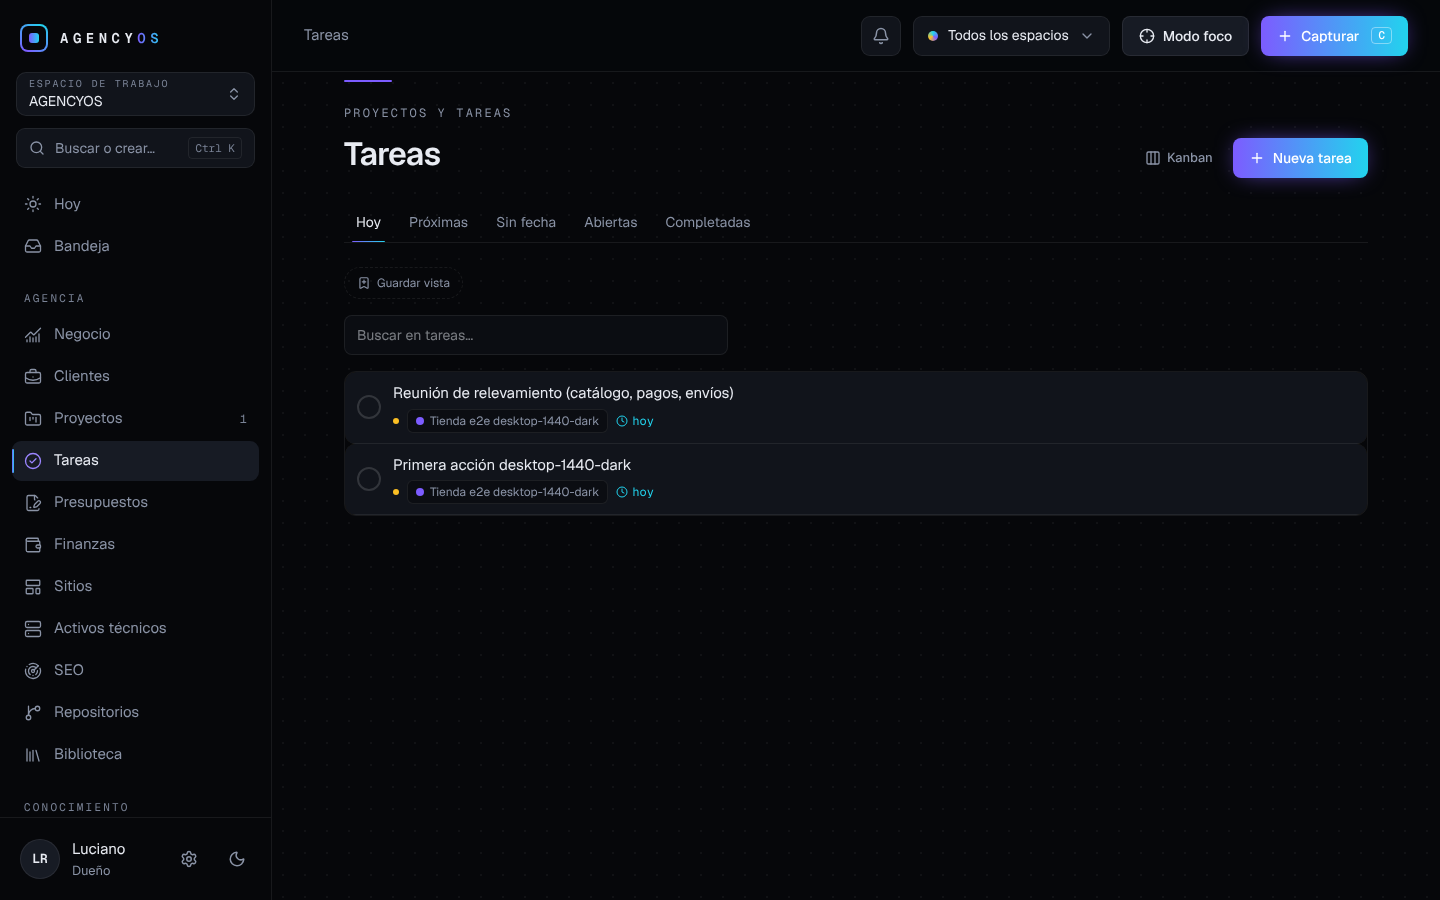 AGENCYOS
ESPACIO DE TRABAJO
AGENCYOS
Buscar o crear...
Ctrl K
Hoy
Bandeja
AGENCIA
Negocio
Clientes
Proyectos 1
Tareas
Presupuestos
Finanzas
Sitios
Activos técnicos
SEO
Repositorios
Biblioteca
CONOCIMIENTO
LR
Luciano
Dueño
Tareas
Todos los espacios
Modo foco
Capturar C
PROYECTOS Y TAREAS
Tareas
Kanban
Nueva tarea
Hoy Próximas Sin fecha Abiertas Completadas
Guardar vista
Buscar en tareas...
Reunión de relevamiento (catálogo, pagos, envíos)
Tienda e2e desktop-1440-dark hoy
Primera acción desktop-1440-dark
Tienda e2e desktop-1440-dark hoy